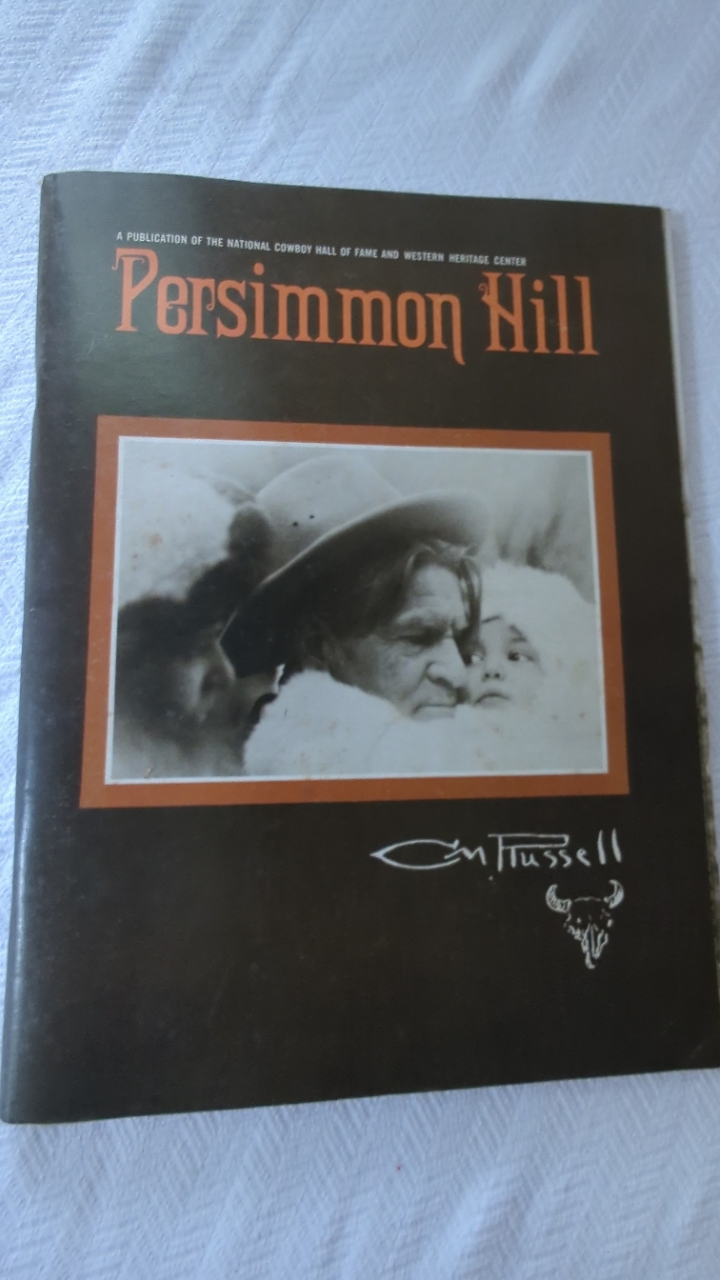 A PUBLICATION OF THE NATIONAL COWBOY HALL OF FAME AND WESTERN HERITAGE CENTER
Persimmon Hill
CM Russell